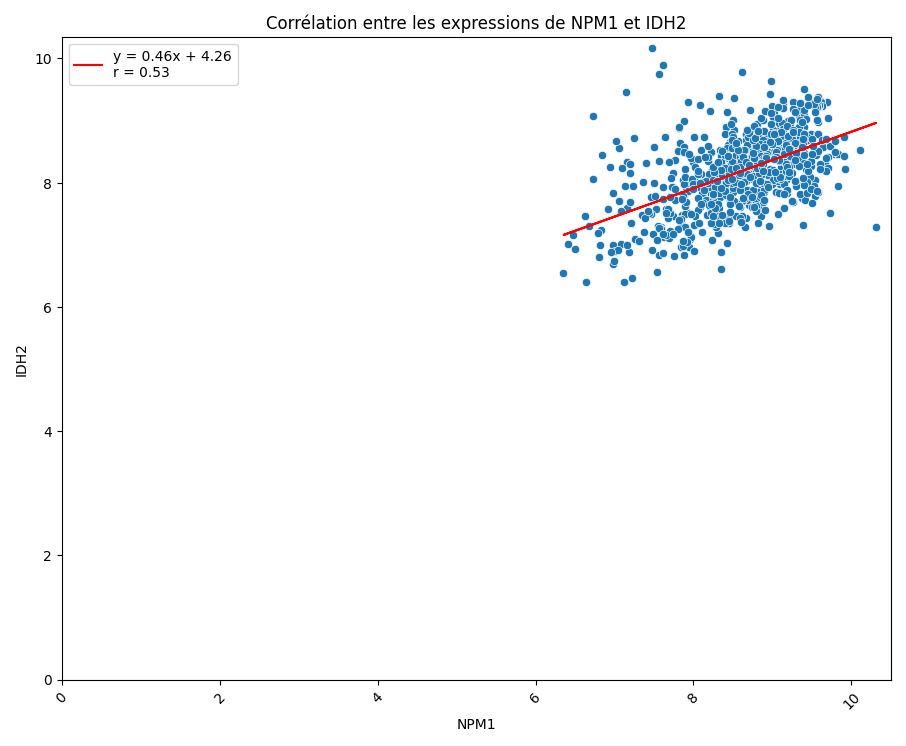 Corrélation entre les expressions de NPM1 et IDH2
y = 0.46x + 4.26
r = 0.53
10
8
6
4
2
0
IDH2
0 2 4 6 8 10
NPM1